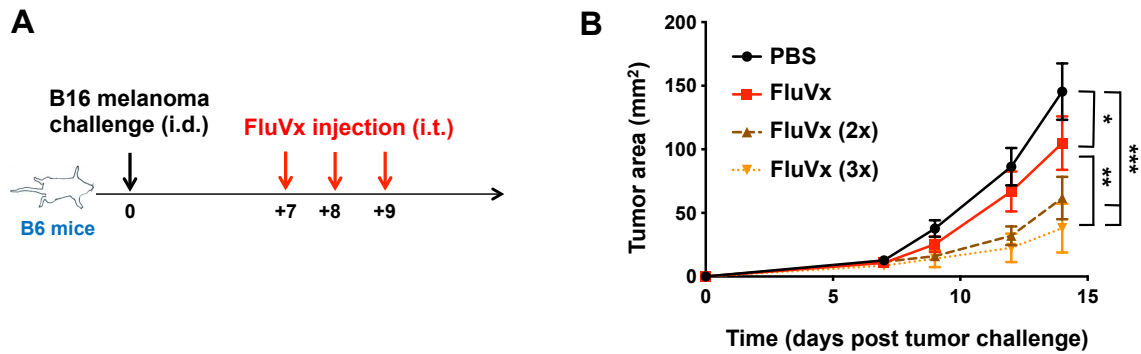 A
B16 melanoma
challenge (i.d.)
FluVx injection (i.t.)
0
+7
+8
+9
B6 mice
B
Tumor area (mm²)
200
150
100
50
0
PBS
FluVx
FluVx (2x)
FluVx (3x)
*
**
***
0
5
10
15
Time (days post tumor challenge)